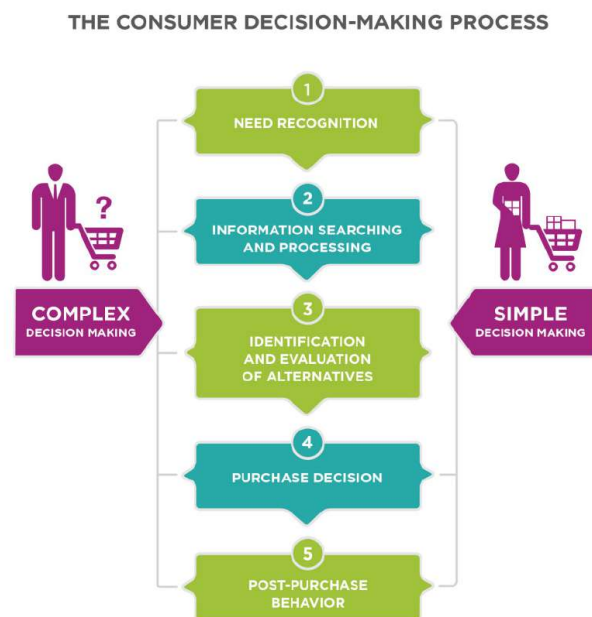 THE CONSUMER DECISION-MAKING PROCESS
1
NEED RECOGNITION
2
INFORMATION SEARCHING
AND PROCESSING
?
COMPLEX
DECISION MAKING
SIMPLE
DECISION MAKING
3
IDENTIFICATION
AND EVALUATION
OF ALTERNATIVES
4
PURCHASE DECISION
5
POST-PURCHASE
BEHAVIOR